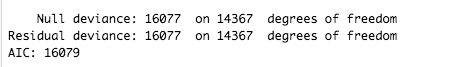 Null deviance: 16077 on 14367 degrees of freedom
Residual deviance: 16077 on 14367 degrees of freedom
AIC: 16079